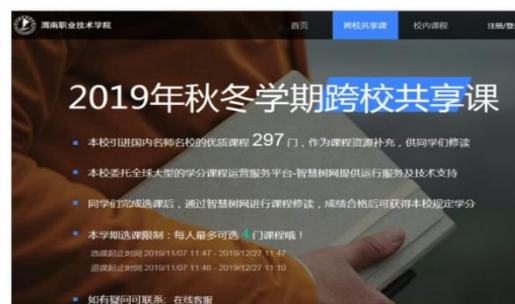 渭南职业技术学院 首页 跨校共享课 校内课程 注册/登
2019年秋冬学期跨校共享课
本校引进国内名师名校的优质课程 297 门，作为课程资源补充，供同学们修读
本校委托全球大型的学分课程运营服务平台-智慧树网提供运行服务及技术支持
同学们完成选课后，通过智慧树网进行课程修读，成绩合格后可获得本校规定学分
本学期选课限制：每人最多可选 4 门课程哦！
选课起止时间 2019/11/07 11:47 - 2019/12/27 11:47
退课起止时间 2019/11/07 11:48 - 2019/12/27 11:10
如有疑问可联系: 在线客服